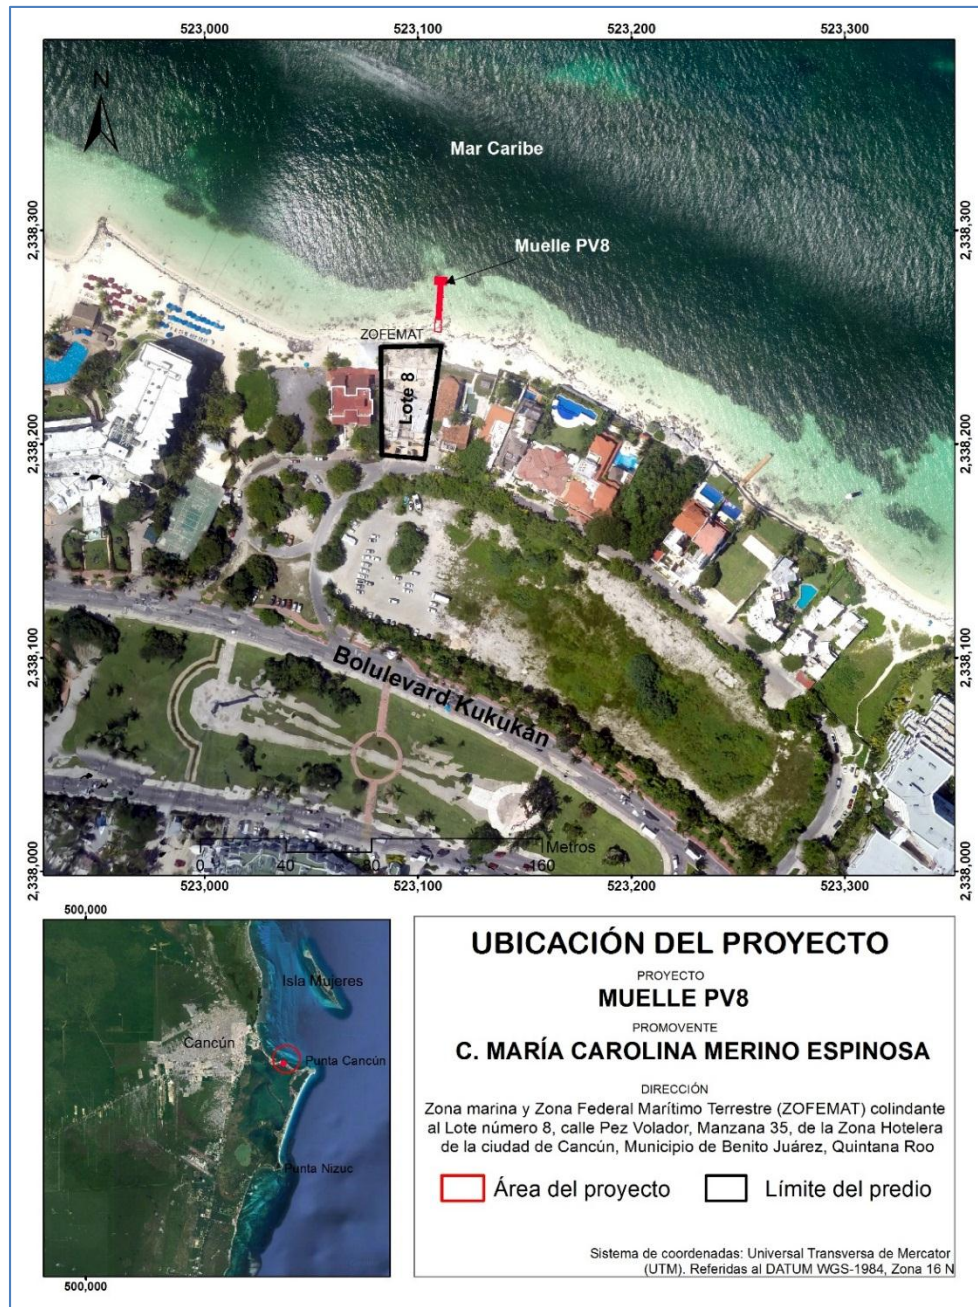 523,000 523,100 523,200 523,300
N
Mar Caribe
2,338,300 2,338,300
Muelle PV8
ZOFEMAT
Lote 8
2,338,200 2,338,200
2,338,100 2,338,100
Bolulevard Kukukán
Metros
0 40 80 160
2,338,000 2,338,000
523,000 523,100 523,200 523,300
500,000
Isla Mujeres
Cancún
Punta Cancún
Punta Nizuc
500,000
UBICACIÓN DEL PROYECTO
PROYECTO
MUELLE PV8
PROMOVENTE
C. MARÍA CAROLINA MERINO ESPINOSA
DIRECCIÓN
Zona marina y Zona Federal Marítimo Terrestre (ZOFEMAT) colindante
al Lote número 8, calle Pez Volador, Manzana 35, de la Zona Hotelera
de la ciudad de Cancún, Municipio de Benito Juárez, Quintana Roo
Área del proyecto Límite del predio
Sistema de coordenadas: Universal Transversa de Mercator
(UTM). Referidas al DATUM WGS-1984, Zona 16 N